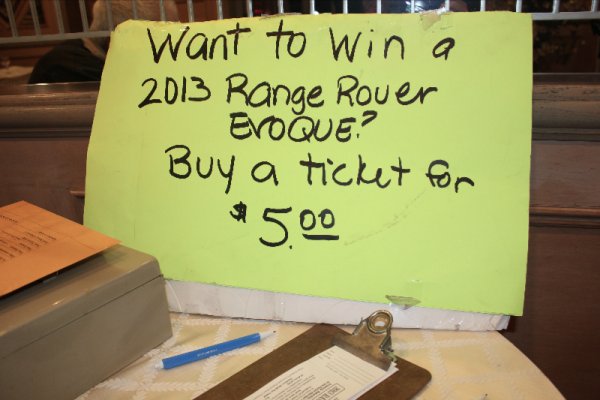 Want to Win a
2013 Range Rover
EVOQUE?
Buy a ticket for
$5.00